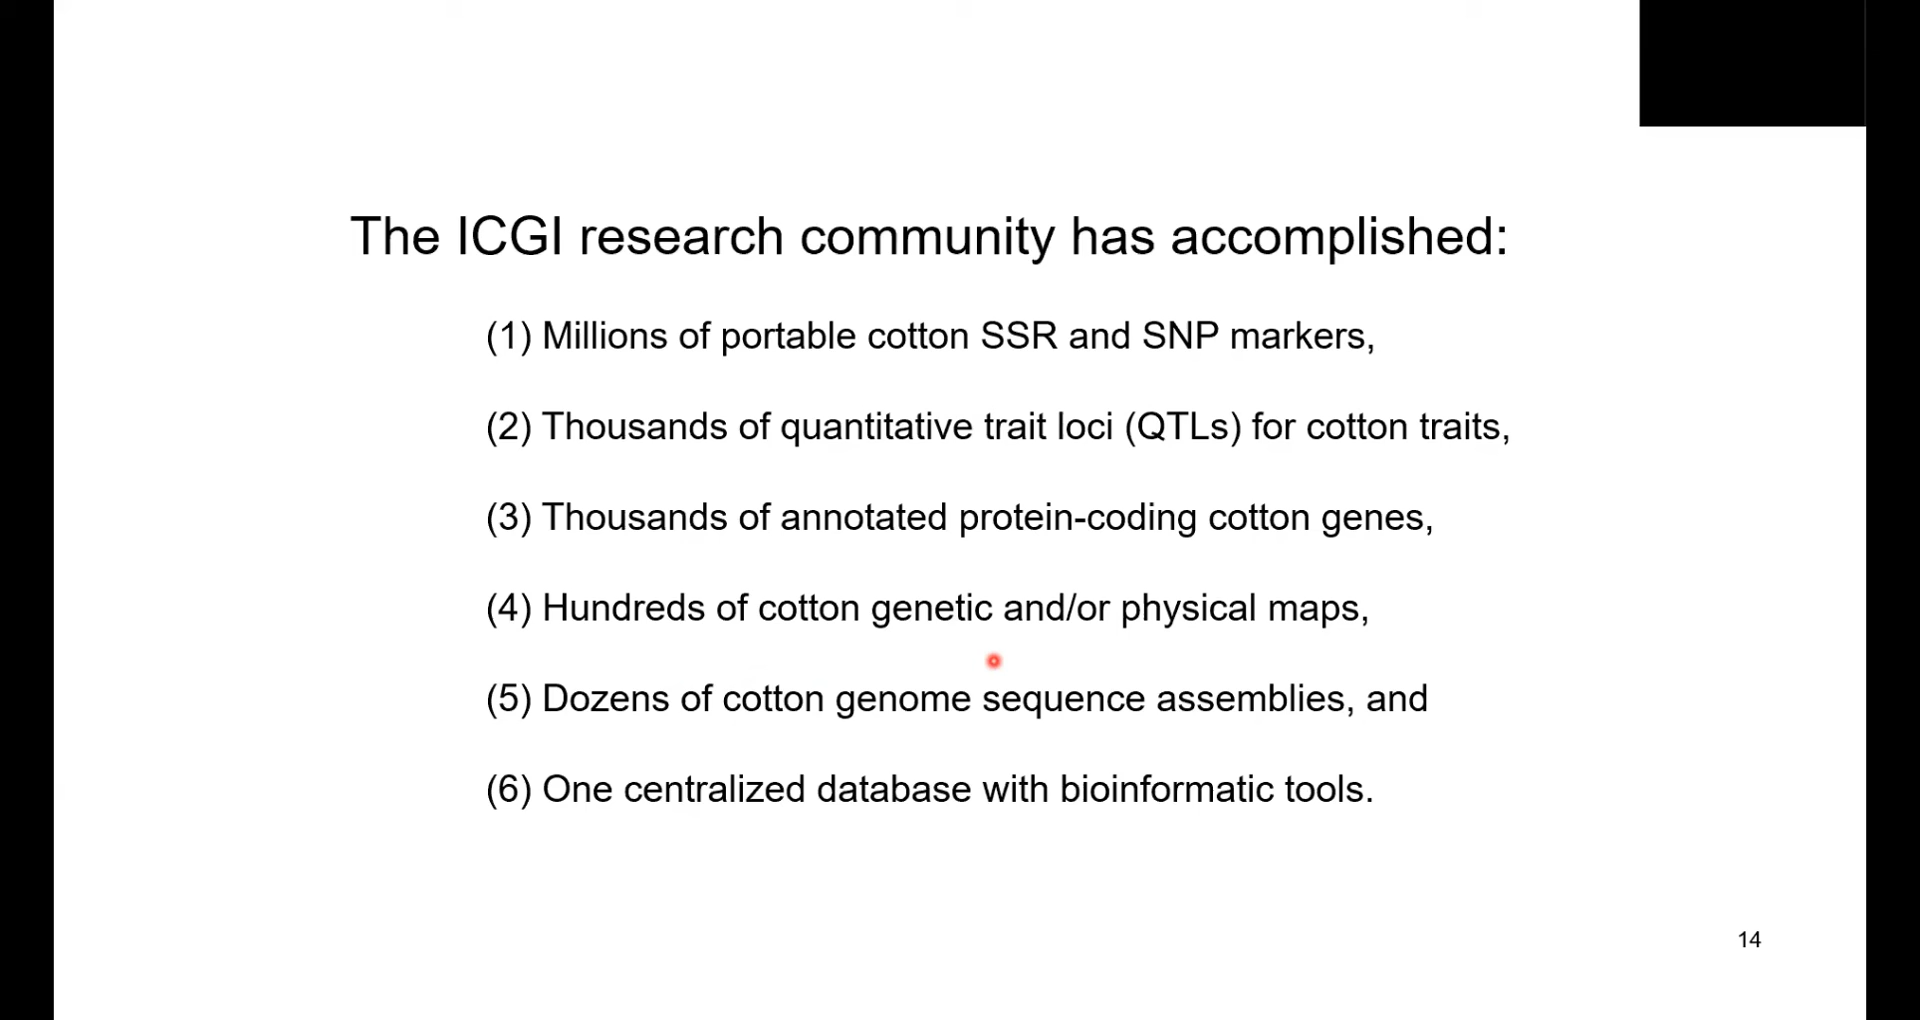 The ICGI research community has accomplished:
(1) Millions of portable cotton SSR and SNP markers,
(2) Thousands of quantitative trait loci (QTLs) for cotton traits,
(3) Thousands of annotated protein-coding cotton genes,
(4) Hundreds of cotton genetic and/or physical maps,
(5) Dozens of cotton genome sequence assemblies, and
(6) One centralized database with bioinformatic tools.
14